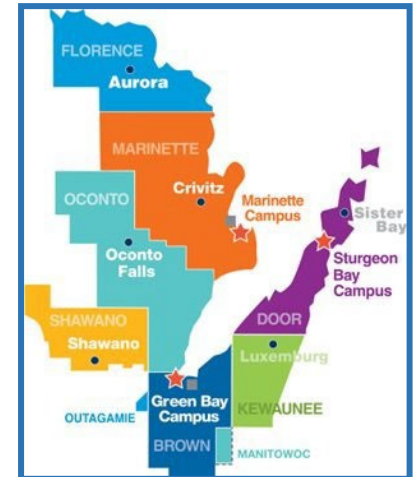 FLORENCE
Aurora
MARINETTE
Crivitz
Marinette
Campus
OCONTO
Oconto
Falls
Sister
Bay
Sturgeon
Bay
Campus
DOOR
SHAWANO
Shawano
Luxemburg
KEWAUNEE
OUTAGAMIE
Green Bay
Campus
BROWN
MANITOWOC